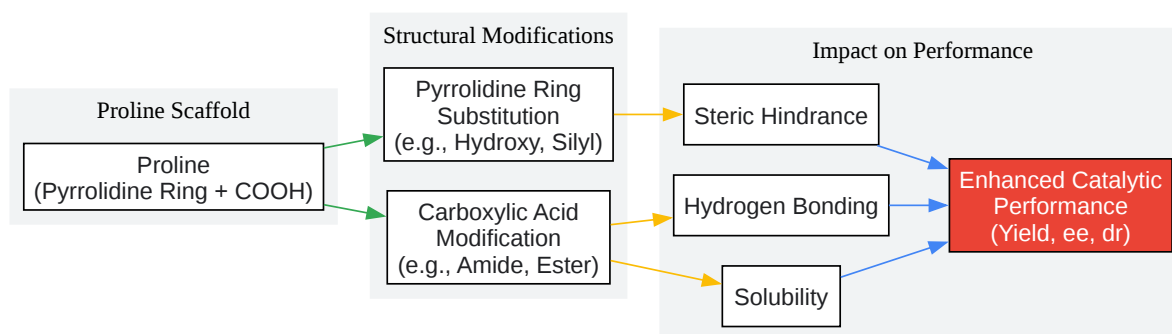 Proline Scaffold
Proline
(Pyrrolidine Ring + COOH)
Structural Modifications
Pyrrolidine Ring
Substitution
(e.g., Hydroxy, Silyl)
Carboxylic Acid
Modification
(e.g., Amide, Ester)
Impact on Performance
Steric Hindrance
Hydrogen Bonding
Solubility
Enhanced Catalytic
Performance
(Yield, ee, dr)